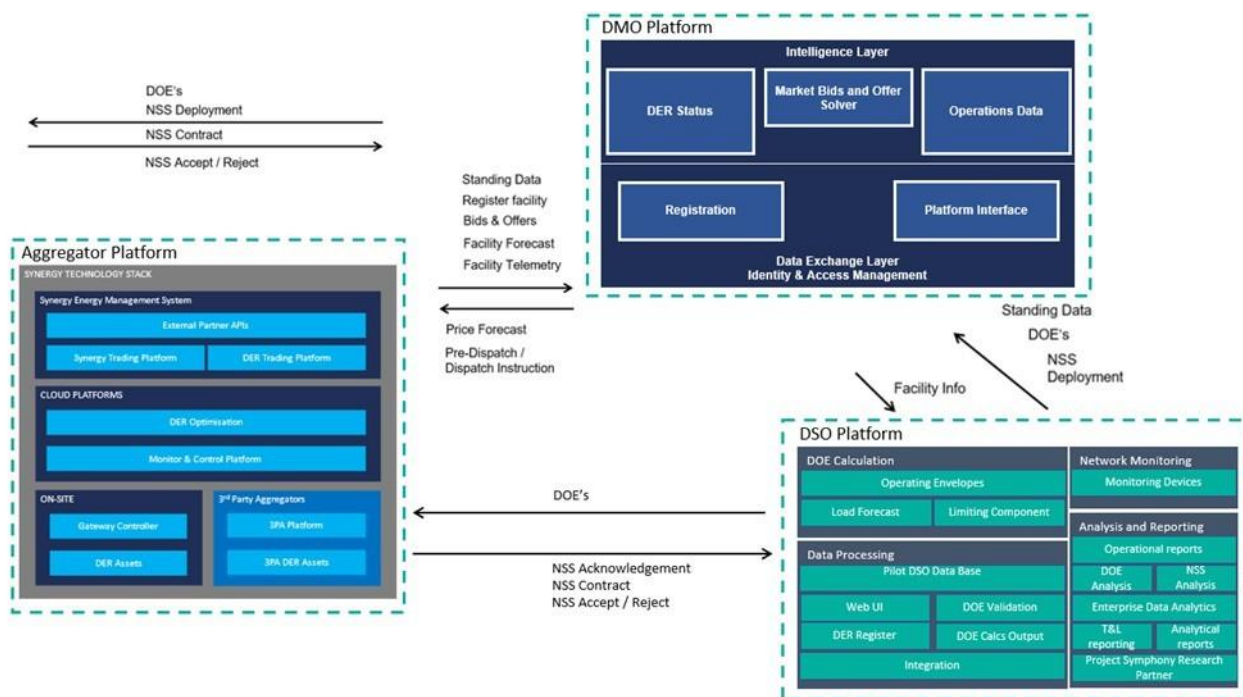 DMO Platform
Intelligence Layer
DER Status
Market Bids and Offer
Solver
Operations Data
Registration
Platform Interface
Data Exchange Layer
Identity & Access Management
DOE's
NSS Deployment
NSS Contract
NSS Accept / Reject
Standing Data
Register facility
Bids & Offers
Facility Forecast
Facility Telemetry
Price Forecast
Pre-Dispatch /
Dispatch Instruction
Aggregator Platform
SYNERGY TECHNOLOGY STACK
Synergy Energy Management System
External Partner APIs
Synergy Trading Platform
DER Trading Platform
CLOUD PLATFORMS
DER Optimisation
Monitor & Control Platform
ON-SITE
Gateway Controller
DER Assets
3rd Party Aggregators
3PA Platform
3PA DER Assets
Standing Data
DOE's
NSS
Deployment
Facility Info
DOE's
NSS Acknowledgement
NSS Contract
NSS Accept / Reject
DSO Platform
DOE Calculation
Operating Envelopes
Load Forecast
Limiting Component
Data Processing
Pilot DSO Data Base
Web UI
DOE Validation
DER Register
DOE Calcs Output
Integration
Network Monitoring
Monitoring Devices
Analysis and Reporting
Operational reports
DOE
Analysis
NSS
Analysis
Enterprise Data Analytics
T&L
reporting
Analytical
reports
Project Symphony Research
Partner